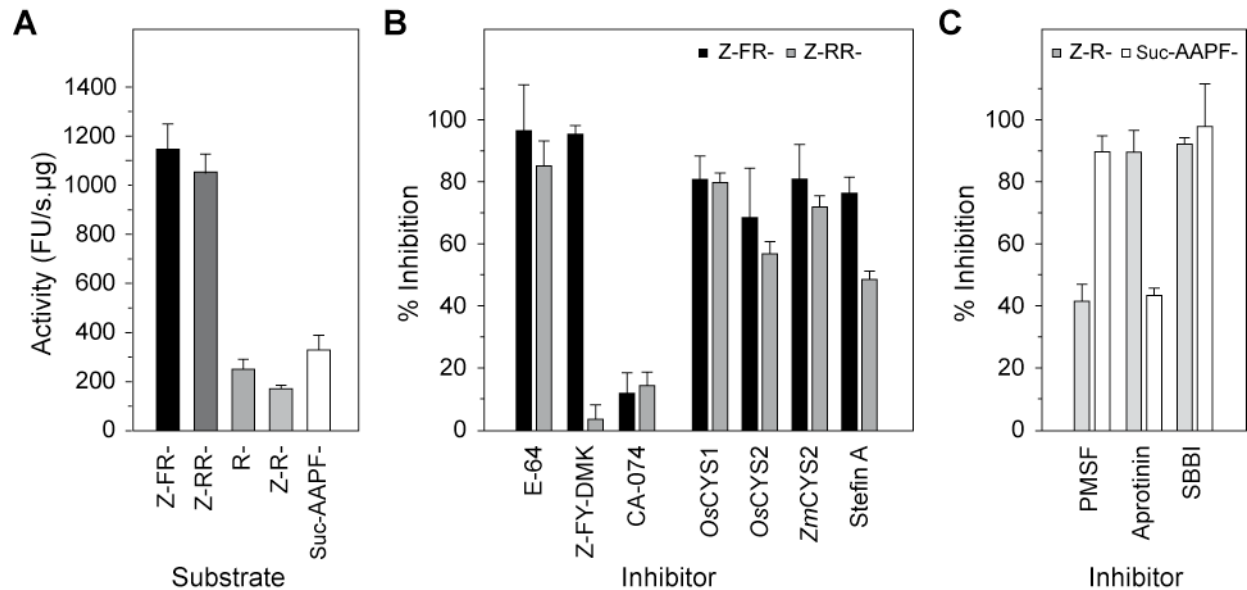 A
Activity (FU/s.µg)
1400
1200
1000
800
600
400
200
0
Z-FR-
Z-RR-
R-
Z-R-
Suc-AAPF-
Substrate
B
Z-FR- Z-RR-
% Inhibition
100
80
60
40
20
0
E-64
Z-FY-DMK
CA-074
OsCYS1
OsCYS2
ZmCYS2
Stefin A
Inhibitor
C
Z-R- Suc-AAPF-
% Inhibition
100
80
60
40
20
0
PMSF
Aprotinin
SBBI
Inhibitor